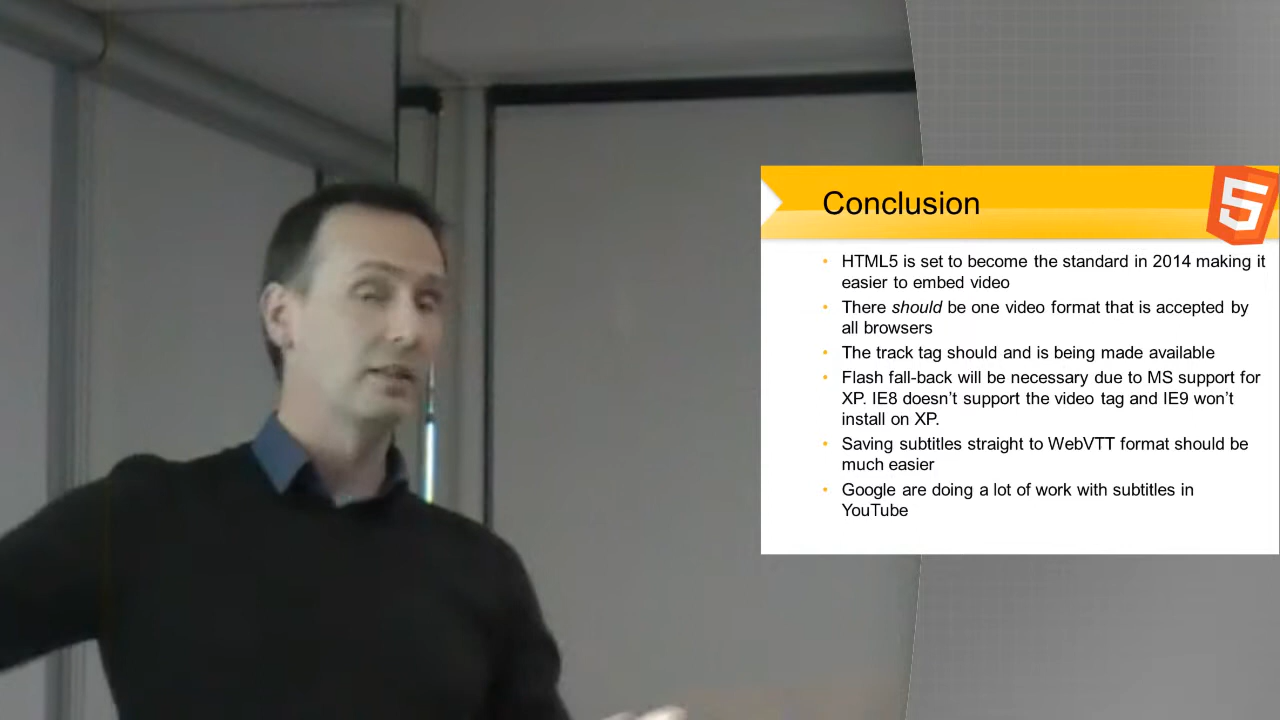 Conclusion
HTML5 is set to become the standard in 2014 making it
easier to embed video
There should be one video format that is accepted by
all browsers
The track tag should and is being made available
Flash fall-back will be necessary due to MS support for
XP. IE8 doesn't support the video tag and IE9 won't
install on XP.
Saving subtitles straight to WebVTT format should be
much easier
Google are doing a lot of work with subtitles in
YouTube